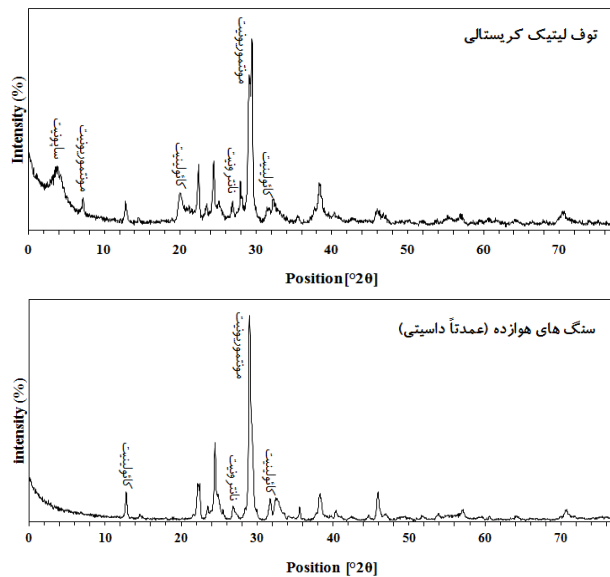 توف لیتیک کریستالی
Intensity (%)
ساپونیت
مونتموریونیت
کائولینیت
نانترونیت
مونتموریونیت
کائولینیت
0 10 20 30 40 50 60 70
Position [°2θ]
سنگ های هوازده (عمدتاً داسیتی)
intensity (%)
کائولینیت
نانترونیت
مونتموریونیت
کائولینیت
0 10 20 30 40 50 60 70
Position [°2θ]